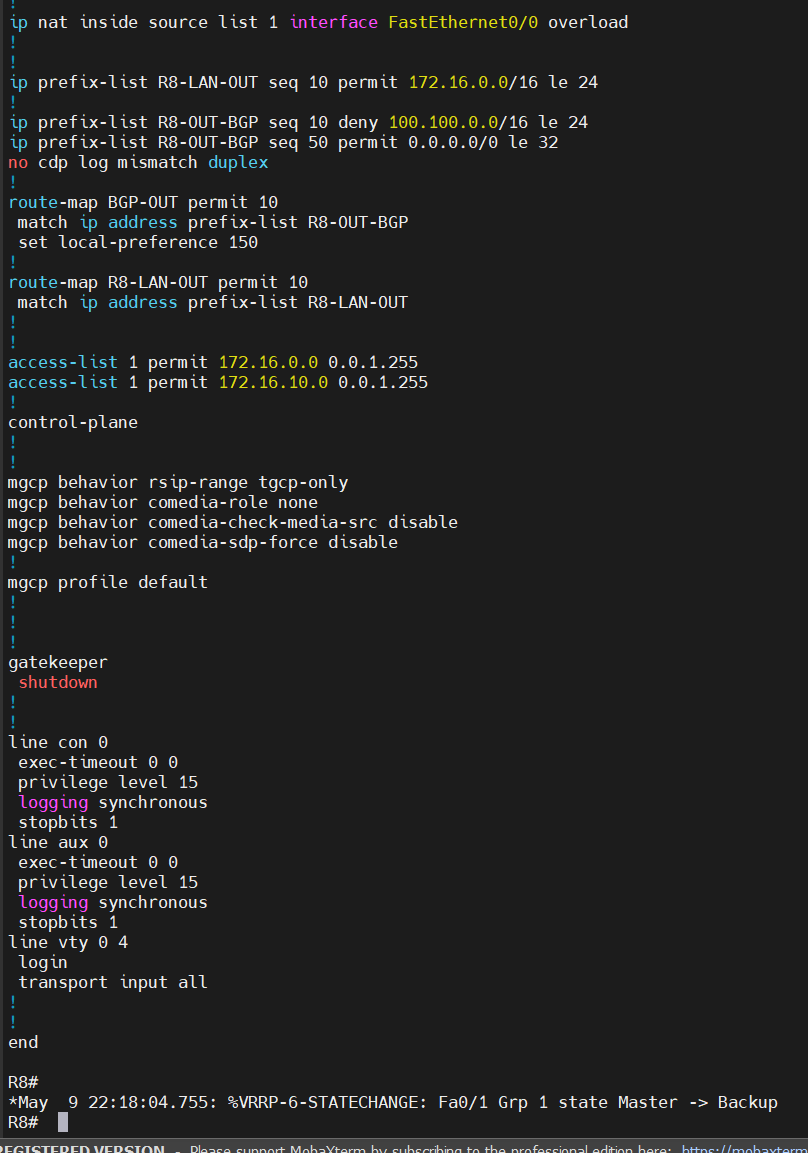 !
ip nat inside source list 1 interface FastEthernet0/0 overload
!
!
ip prefix-list R8-LAN-OUT seq 10 permit 172.16.0.0/16 le 24
!
ip prefix-list R8-OUT-BGP seq 10 deny 100.100.0.0/16 le 24
ip prefix-list R8-OUT-BGP seq 50 permit 0.0.0.0/0 le 32
no cdp log mismatch duplex
!
route-map BGP-OUT permit 10
 match ip address prefix-list R8-OUT-BGP
 set local-preference 150
!
route-map R8-LAN-OUT permit 10
 match ip address prefix-list R8-LAN-OUT
!
!
access-list 1 permit 172.16.0.0 0.0.1.255
access-list 1 permit 172.16.10.0 0.0.1.255
!
control-plane
!
!
mgcp behavior rsip-range tgcp-only
mgcp behavior comedia-role none
mgcp behavior comedia-check-media-src disable
mgcp behavior comedia-sdp-force disable
!
mgcp profile default
!
!
!
gatekeeper
 shutdown
!
!
line con 0
 exec-timeout 0 0
 privilege level 15
 logging synchronous
 stopbits 1
line aux 0
 exec-timeout 0 0
 privilege level 15
 logging synchronous
 stopbits 1
line vty 0 4
 login
 transport input all
!
!
end
R8#
*May  9 22:18:04.755: %VRRP-6-STATECHANGE: Fa0/1 Grp 1 state Master -> Backup
R8#
REGISTERED VERSION - Please support MobaXterm by subscribing to the professional edition here: https://mobaxterm